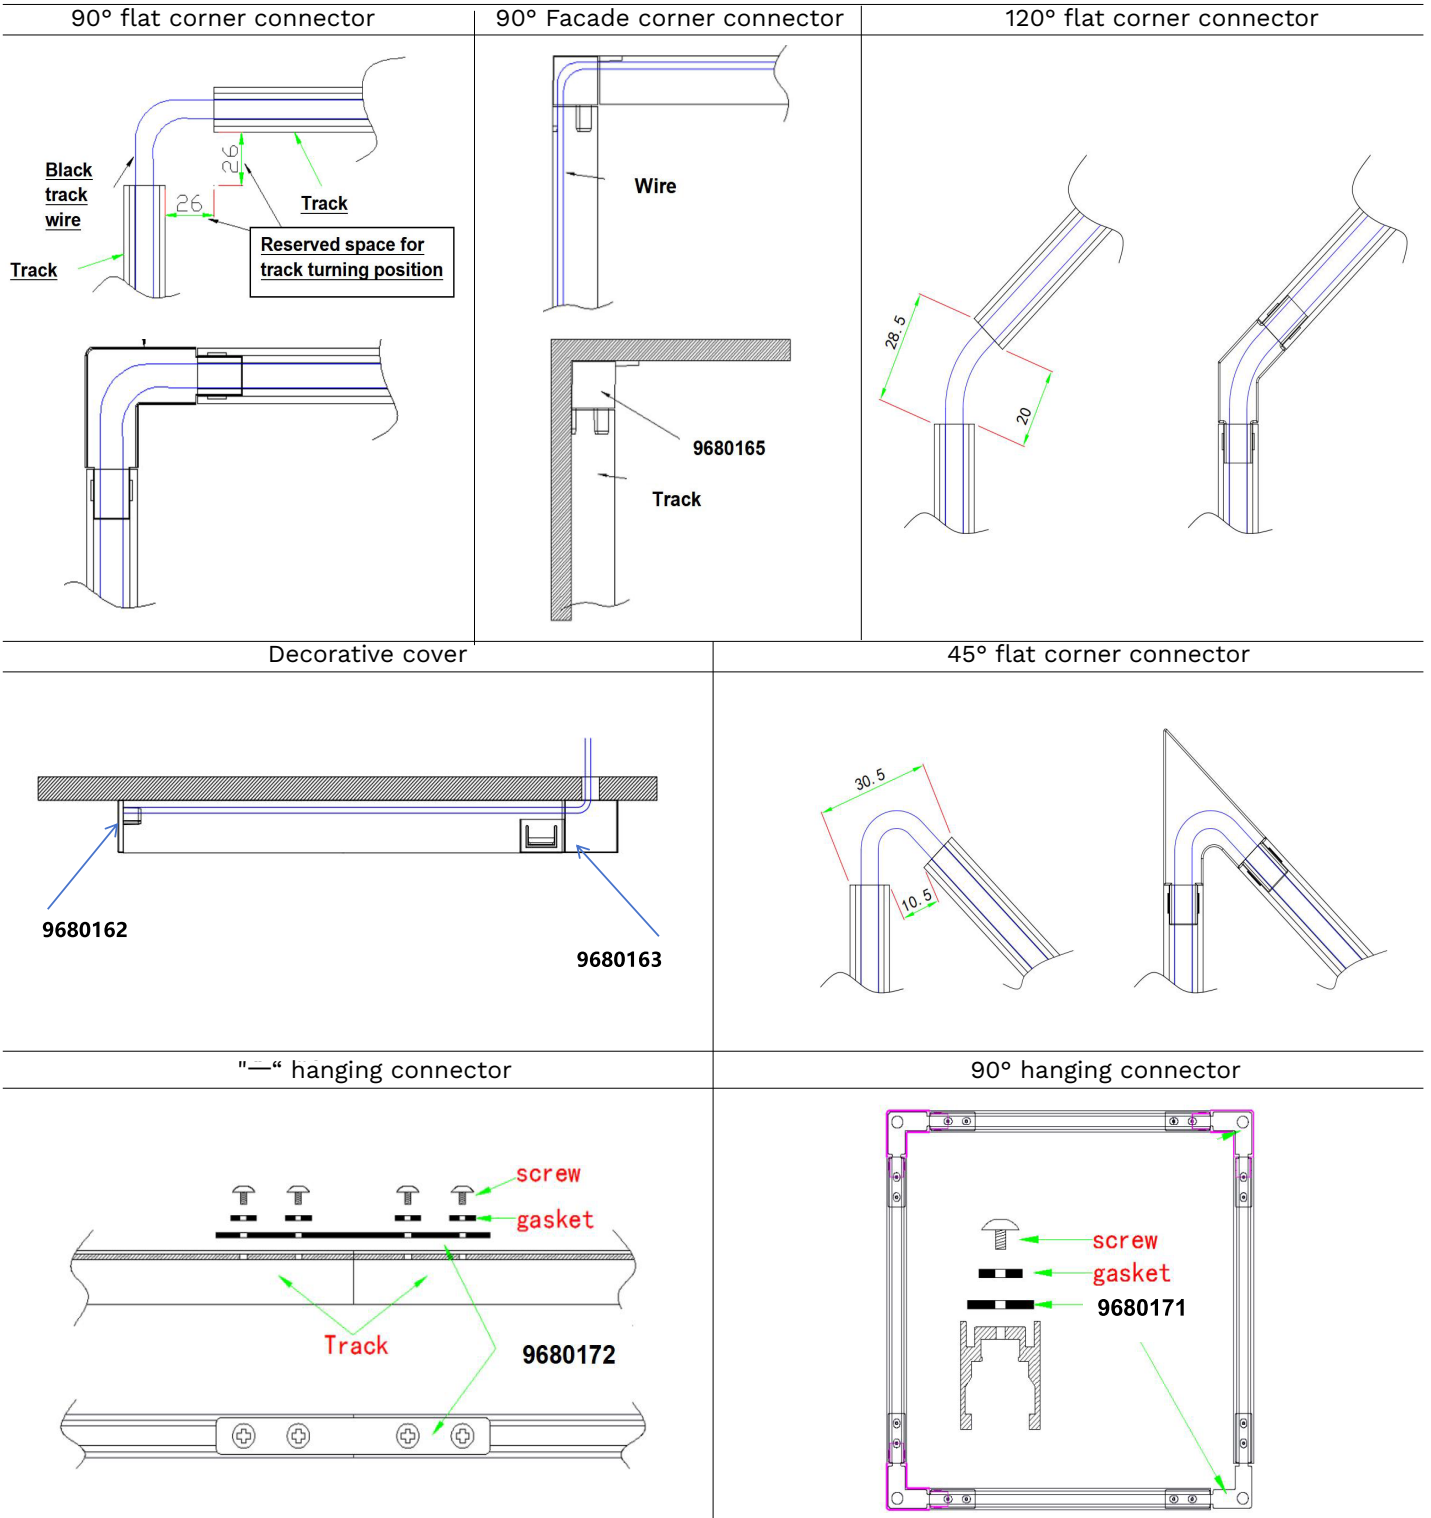 90° flat corner connector
90° Facade corner connector
120° flat corner connector
Black
track
wire
26
26
Track
Reserved space for
track turning position
Track
Wire
9680165
Track
28.5
20
Decorative cover
45° flat corner connector
9680162
9680163
30.5
10.5
"一“ hanging connector
90° hanging connector
screw
gasket
Track
9680172
screw
gasket
9680171